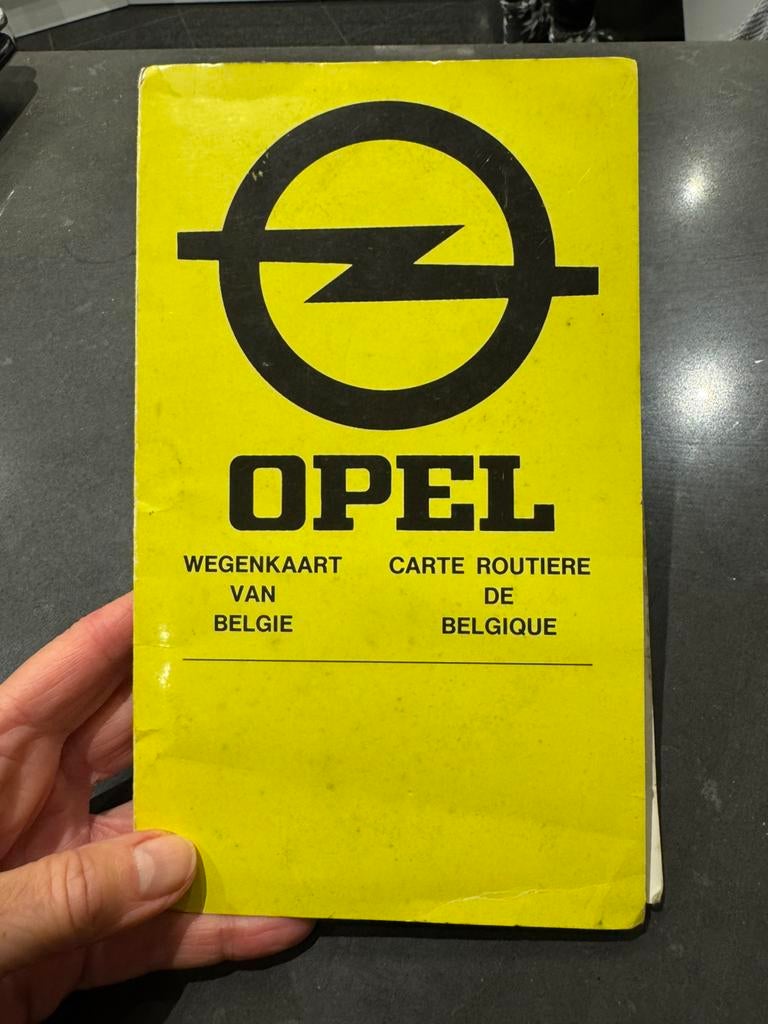 OPEL
WEGENKAART
VAN
BELGIE
CARTE ROUTIERE
DE
BELGIQUE